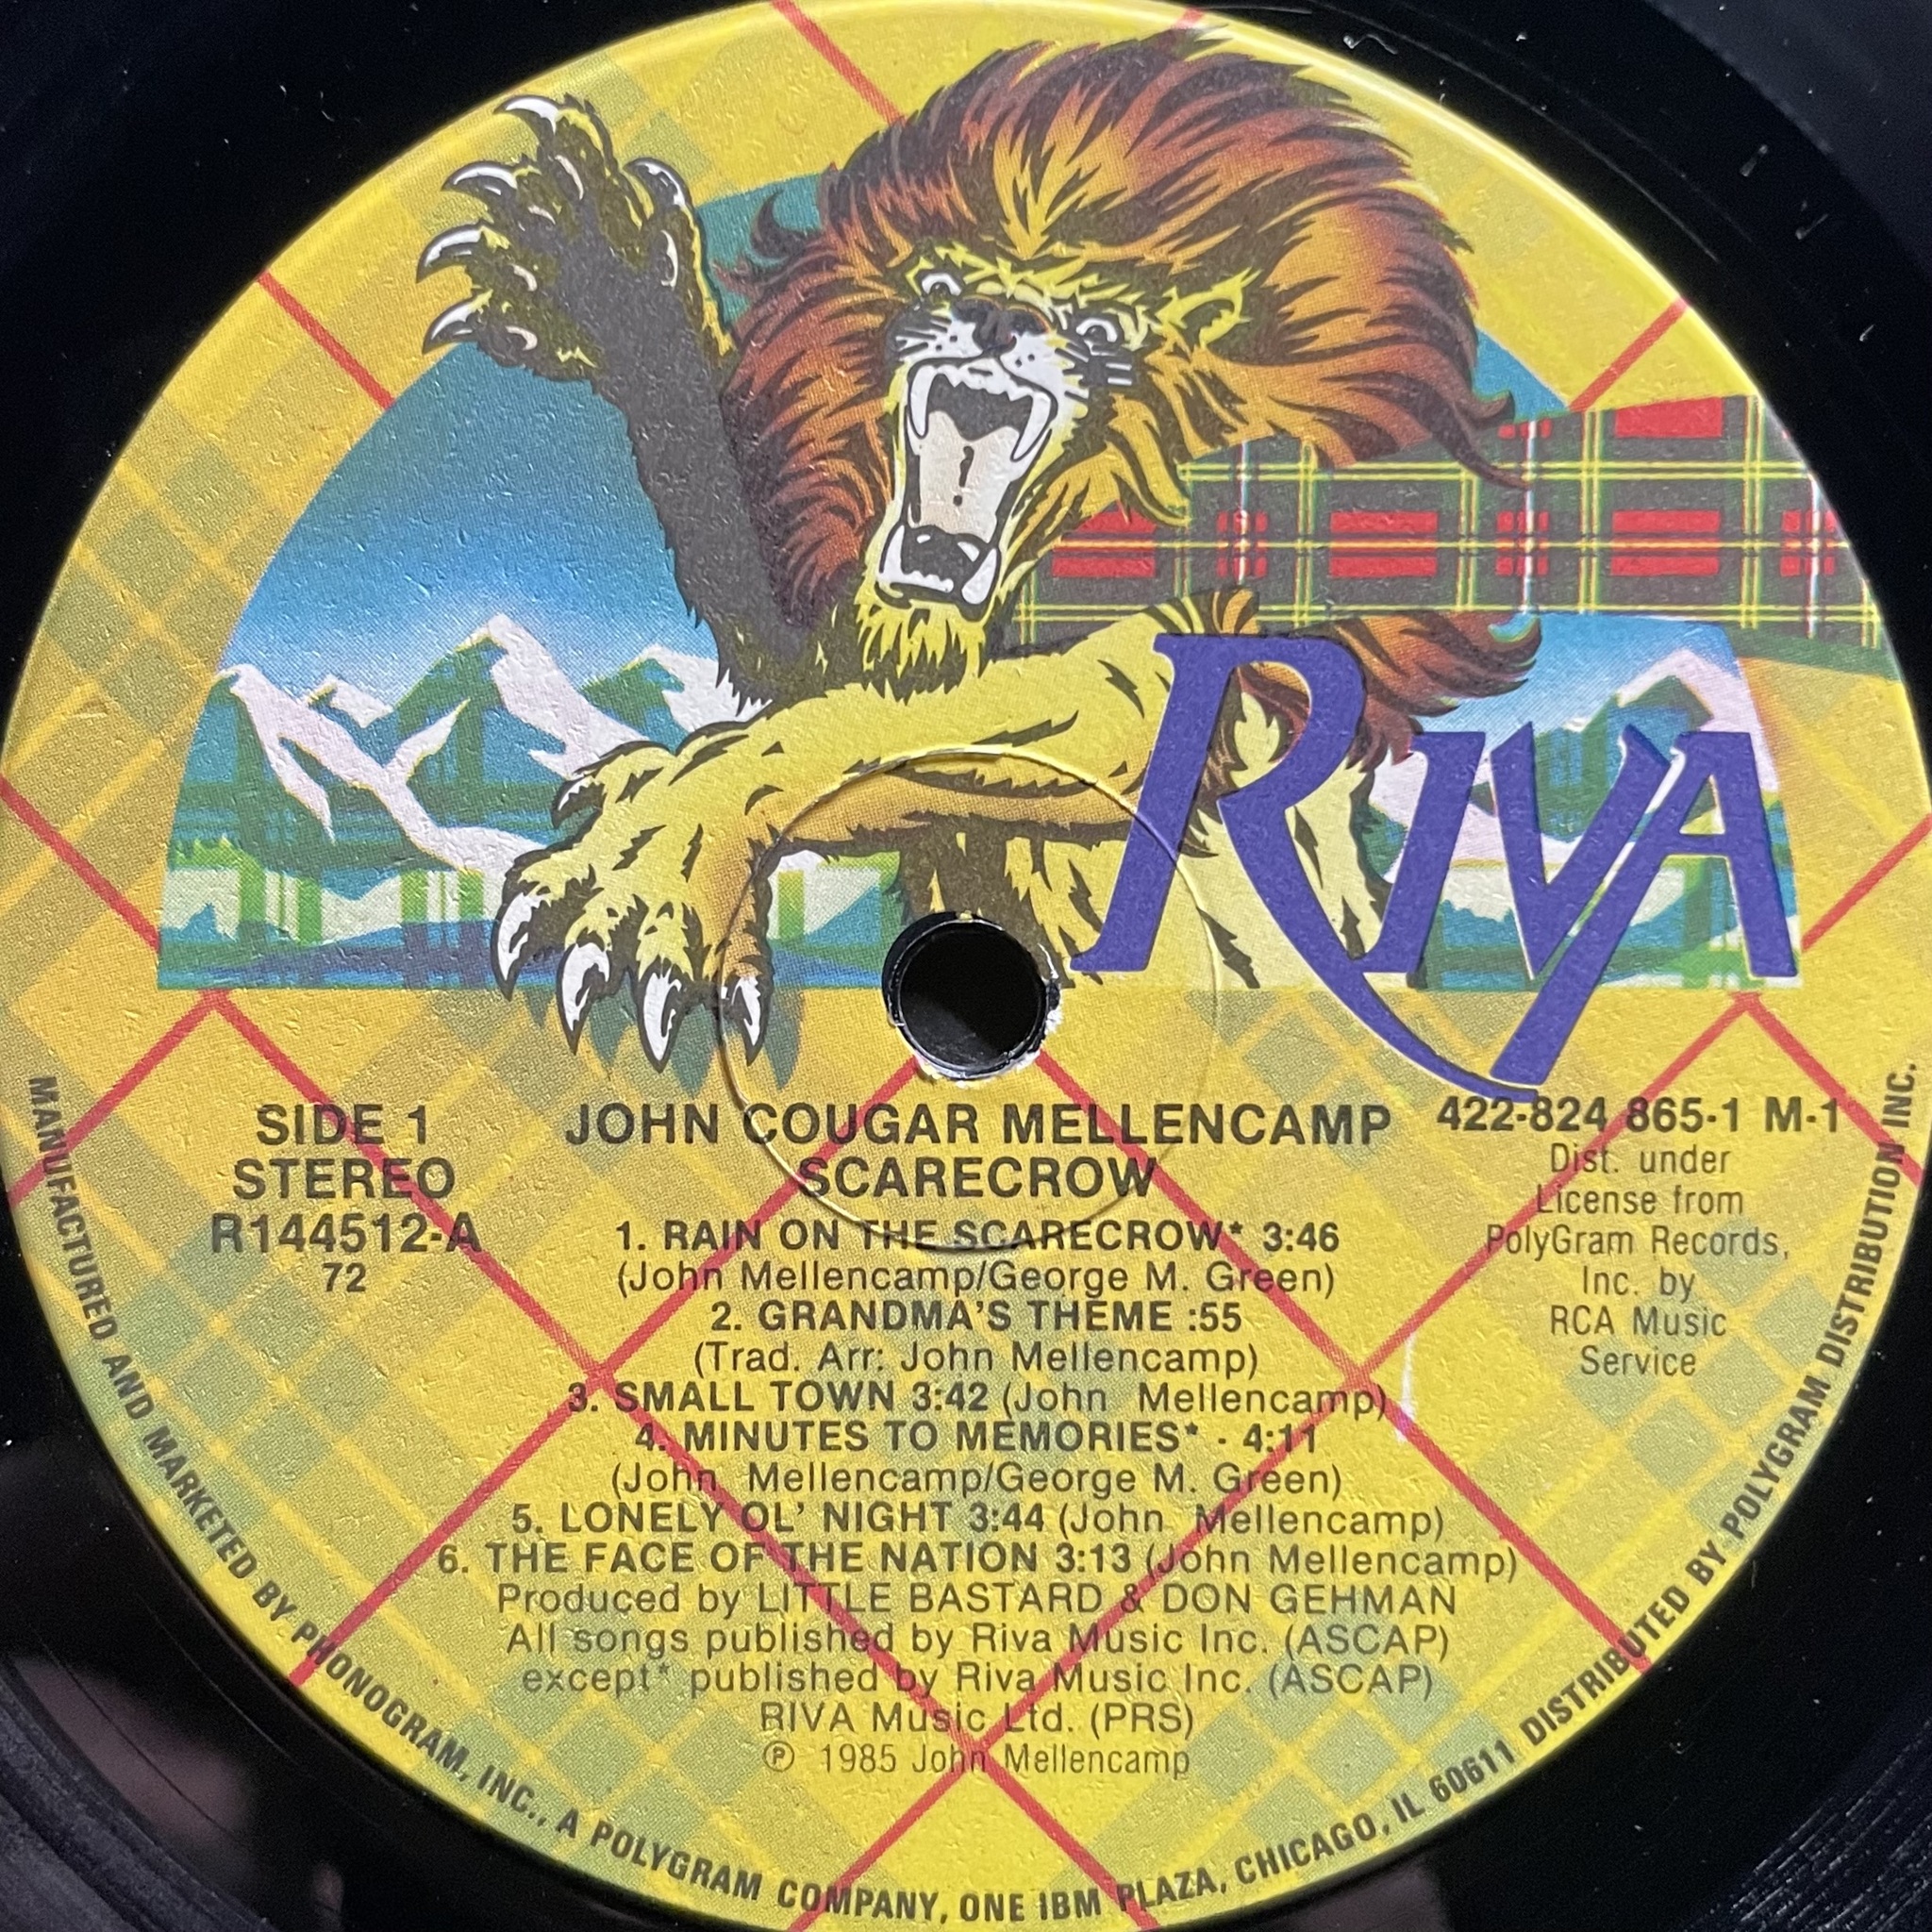 RIVA
SIDE 1
STEREO
R144512-A
72
JOHN COUGAR MELLENCAMP
SCARECROW
422-824 865-1 M-1
Dist. under
License from
PolyGram Records,
Inc. by
RCA Music
Service
1. RAIN ON THE SCARECROW* 3:46
(John Mellencamp/George M. Green)
2. GRANDMA'S THEME :55
(Trad. Arr: John Mellencamp)
3. SMALL TOWN 3:42 (John Mellencamp)
4. MINUTES TO MEMORIES* - 4:11
(John Mellencamp/George M. Green)
5. LONELY OL' NIGHT 3:44 (John Mellencamp)
6. THE FACE OF THE NATION 3:13 (John Mellencamp)
Produced by LITTLE BASTARD & DON GEHMAN
All songs published by Riva Music Inc. (ASCAP)
except* published by Riva Music Inc. (ASCAP)
RIVA Music Ltd. (PRS)
℗ 1985 John Mellencamp
MANUFACTURED AND MARKETED BY PHONOGRAM, INC., A POLYGRAM COMPANY, ONE IBM PLAZA, CHICAGO, IL 60611 DISTRIBUTED BY POLYGRAM DISTRIBUTION INC.